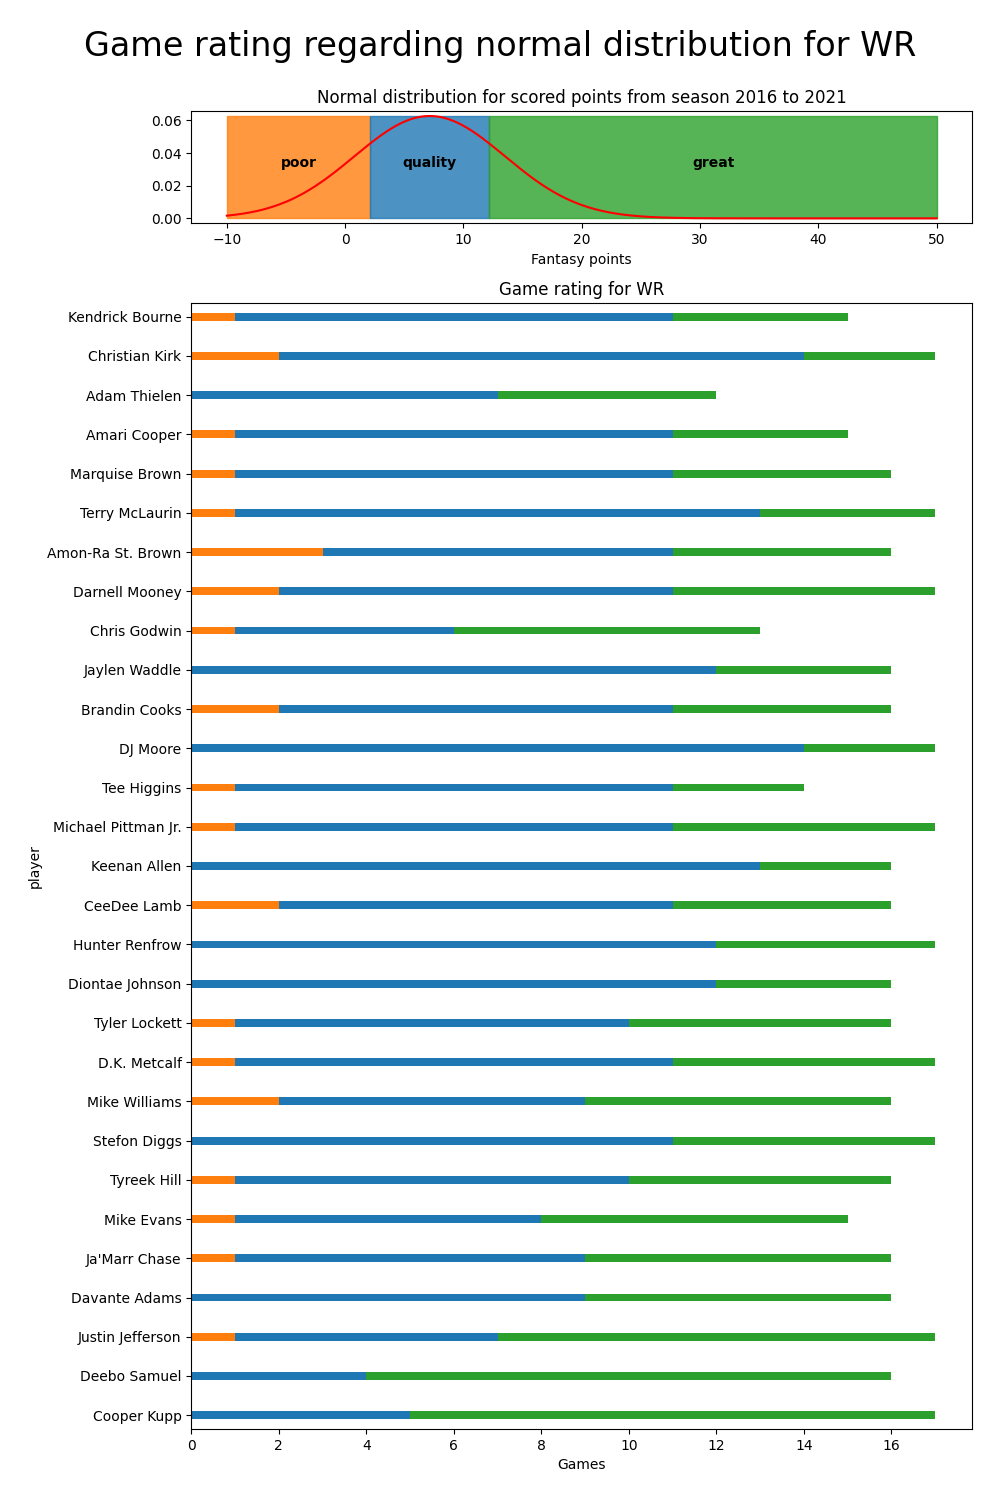 Game rating regarding normal distribution for WR
Normal distribution for scored points from season 2016 to 2021
0.06
0.04
0.02
0.00
poor quality great
−10 0 10 20 30 40 50
Fantasy points
Game rating for WR
Kendrick Bourne
Christian Kirk
Adam Thielen
Amari Cooper
Marquise Brown
Terry McLaurin
Amon-Ra St. Brown
Darnell Mooney
Chris Godwin
Jaylen Waddle
Brandin Cooks
DJ Moore
Tee Higgins
Michael Pittman Jr.
player
Keenan Allen
CeeDee Lamb
Hunter Renfrow
Diontae Johnson
Tyler Lockett
D.K. Metcalf
Mike Williams
Stefon Diggs
Tyreek Hill
Mike Evans
Ja'Marr Chase
Davante Adams
Justin Jefferson
Deebo Samuel
Cooper Kupp
0 2 4 6 8 10 12 14 16
Games